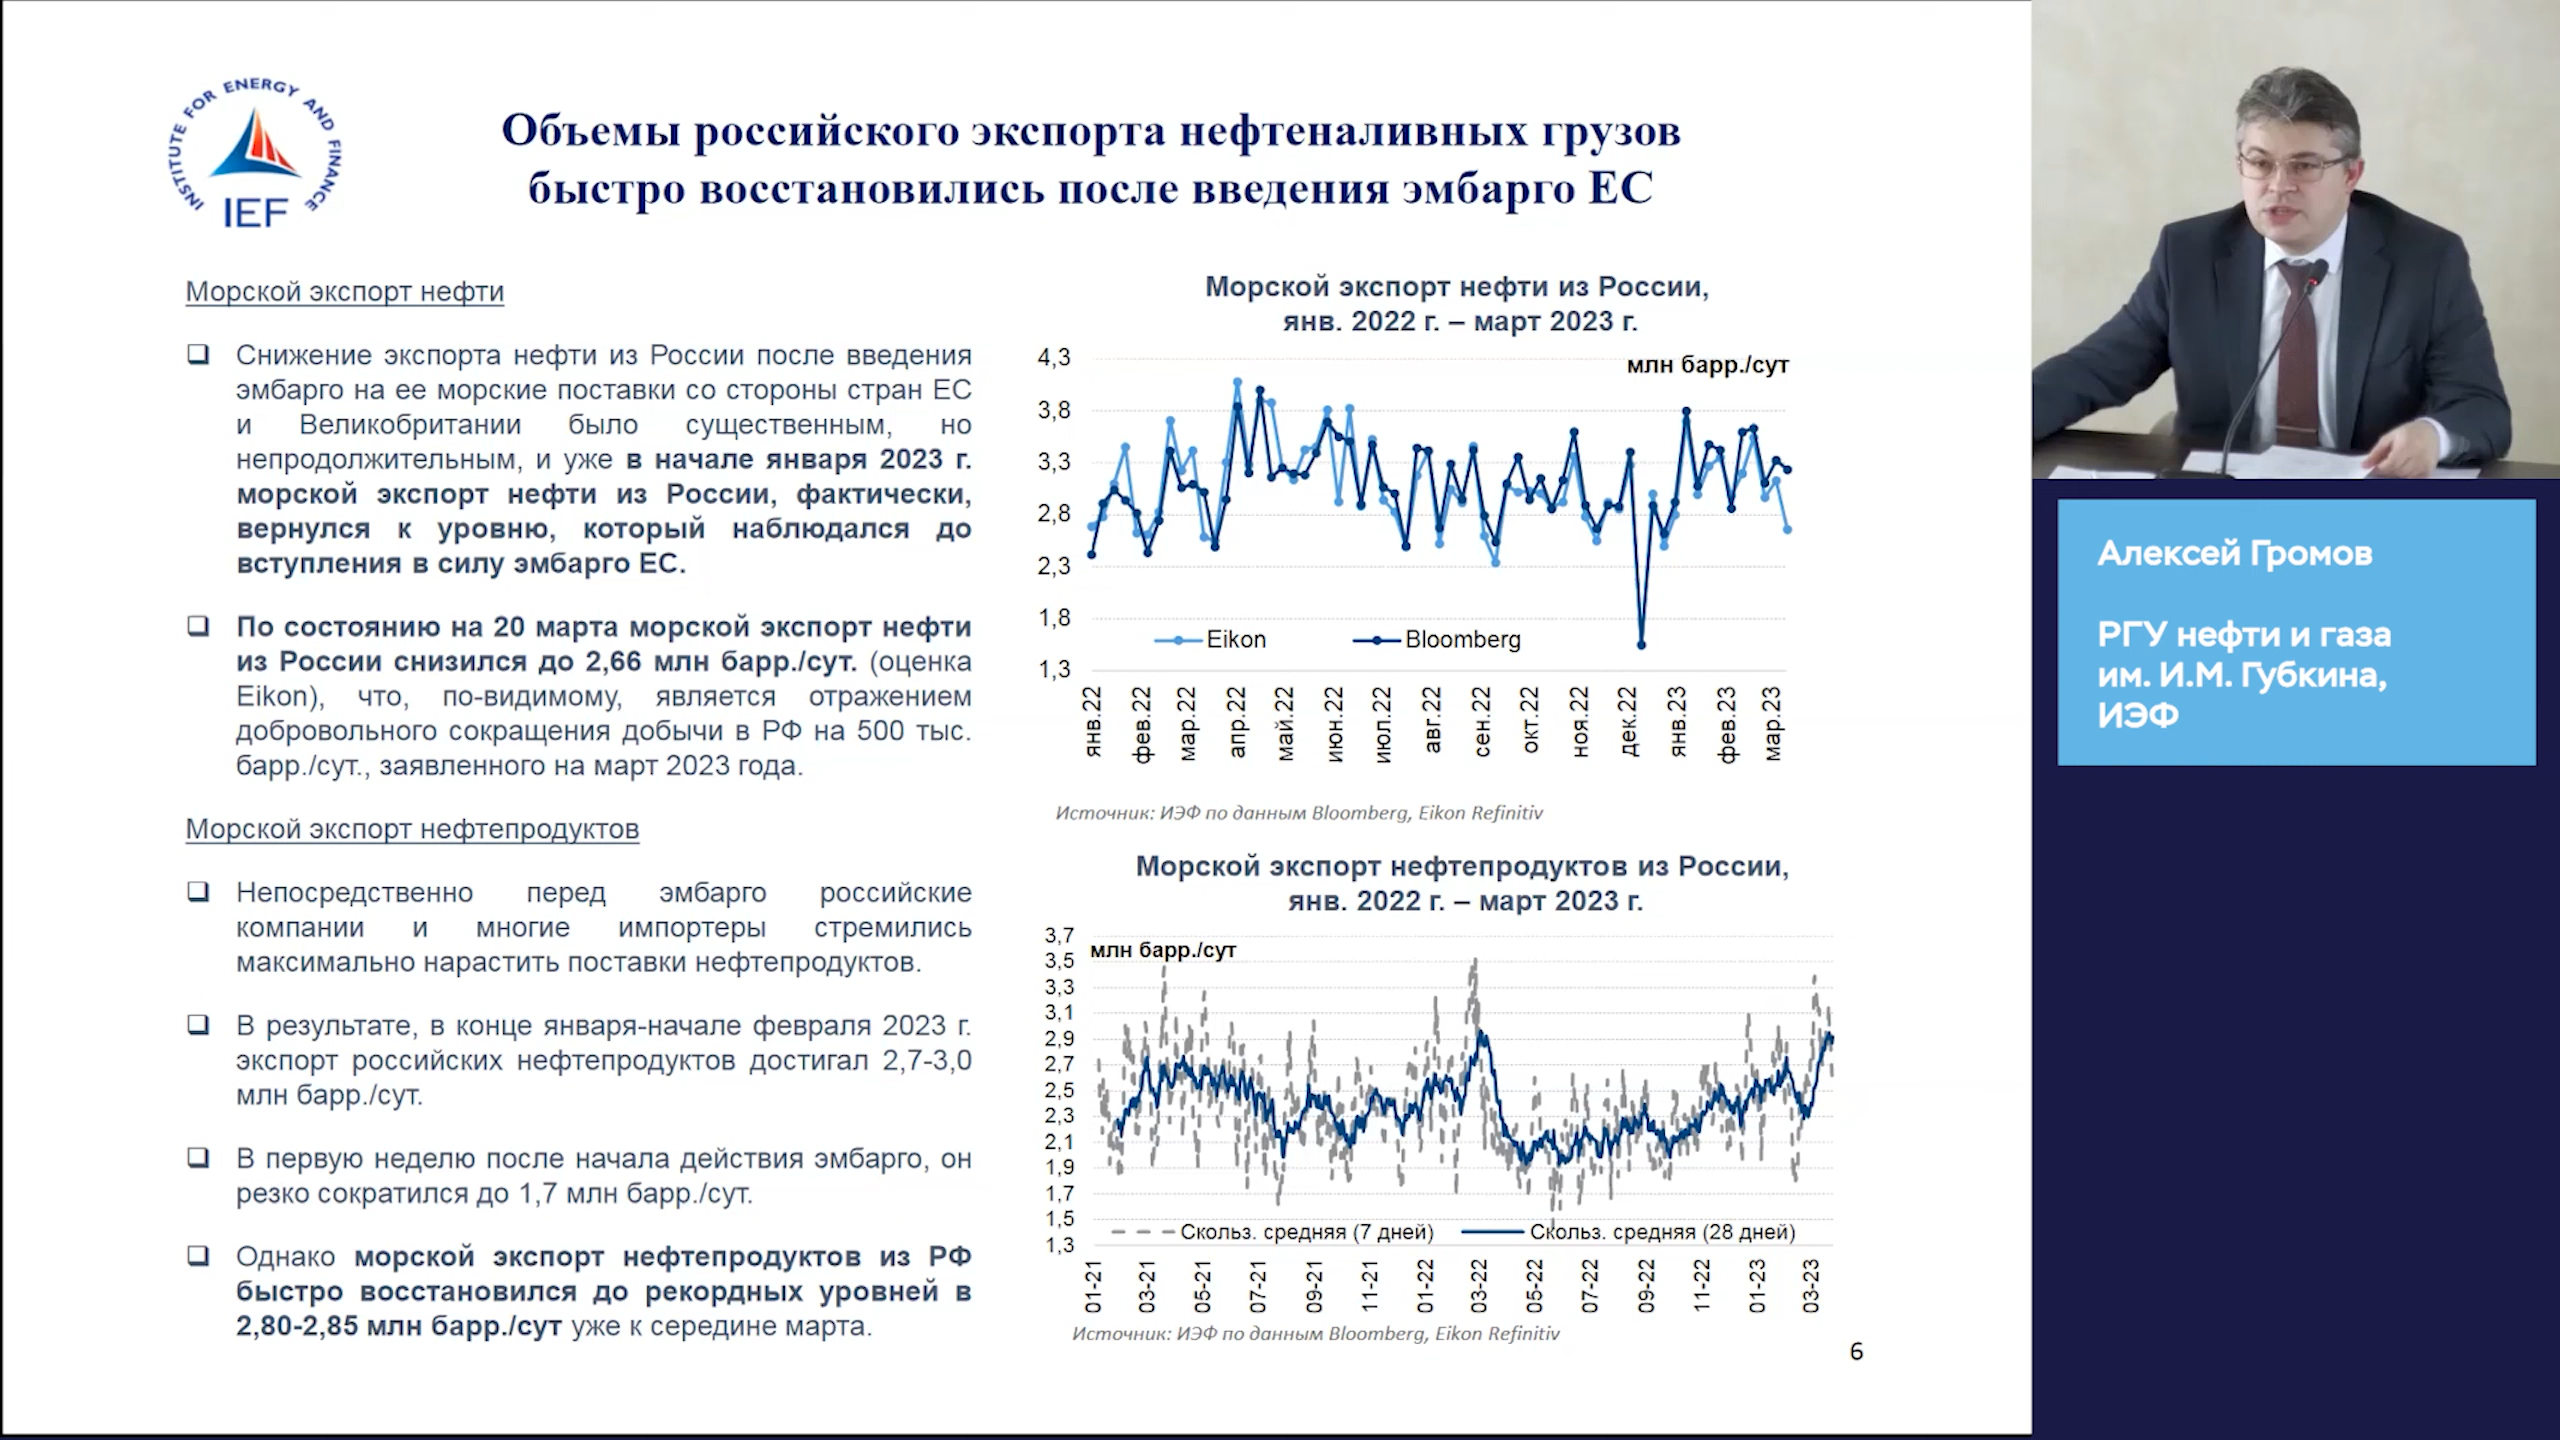 INSTITUTE FOR ENERGY AND FINANCE
IEF
Объемы российского экспорта нефтеналивных грузов
быстро восстановились после введения эмбарго ЕС
Морской экспорт нефти
Снижение экспорта нефти из России после введения
эмбарго на ее морские поставки со стороны стран ЕС
и Великобритании было существенным, но
непродолжительным, и уже в начале января 2023 г.
морской экспорт нефти из России, фактически,
вернулся к уровню, который наблюдался до
вступления в силу эмбарго ЕС.
По состоянию на 20 марта морской экспорт нефти
из России снизился до 2,66 млн барр./сут. (оценка
Eikon), что, по-видимому, является отражением
добровольного сокращения добычи в РФ на 500 тыс.
барр./сут., заявленного на март 2023 года.
Морской экспорт нефтепродуктов
Непосредственно перед эмбарго российские
компании и многие импортеры стремились
максимально нарастить поставки нефтепродуктов.
В результате, в конце января-начале февраля 2023 г.
экспорт российских нефтепродуктов достигал 2,7-3,0
млн барр./сут.
В первую неделю после начала действия эмбарго, он
резко сократился до 1,7 млн барр./сут.
Однако морской экспорт нефтепродуктов из РФ
быстро восстановился до рекордных уровней в
2,80-2,85 млн барр./сут уже к середине марта.
Морской экспорт нефти из России,
янв. 2022 г. – март 2023 г.
млн барр./сут
4,3
3,8
3,3
2,8
2,3
1,8
1,3
Eikon
Bloomberg
янв.22
фев.22
мар.22
апр.22
май.22
июн.22
июл.22
авг.22
сен.22
окт.22
ноя.22
дек.22
янв.23
фев.23
мар.23
Источник: ИЭФ по данным Bloomberg, Eikon Refinitiv
Морской экспорт нефтепродуктов из России,
янв. 2022 г. – март 2023 г.
млн барр./сут
3,7
3,5
3,3
3,1
2,9
2,7
2,5
2,3
2,1
1,9
1,7
1,5
1,3
Скольз. средняя (7 дней)
Скольз. средняя (28 дней)
01-21
03-21
05-21
07-21
09-21
11-21
01-22
03-22
05-22
07-22
09-22
11-22
01-23
03-23
Источник: ИЭФ по данным Bloomberg, Eikon Refinitiv
6
Алексей Громов
РГУ нефти и газа
им. И.М. Губкина,
ИЭФ